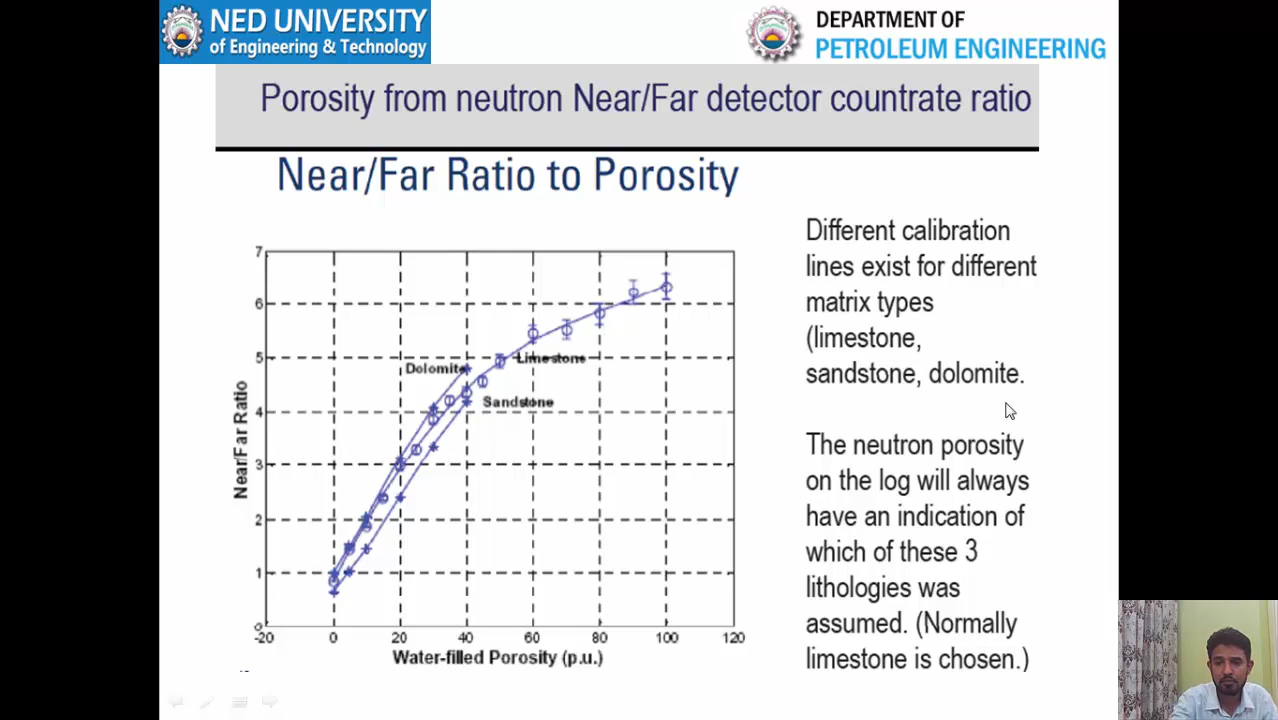 NED UNIVERSITY
of Engineering & Technology
DEPARTMENT OF
PETROLEUM ENGINEERING
Porosity from neutron Near/Far detector countrate ratio
Near/Far Ratio to Porosity
7
6
5
4
3
2
1
0
-20 0 20 40 60 80 100 120
Near/Far Ratio
Water-filled Porosity (p.u.)
Dolomite
Limestone
Sandstone
Different calibration
lines exist for different
matrix types
(limestone,
sandstone, dolomite.
The neutron porosity
on the log will always
have an indication of
which of these 3
lithologies was
assumed. (Normally
limestone is chosen.)